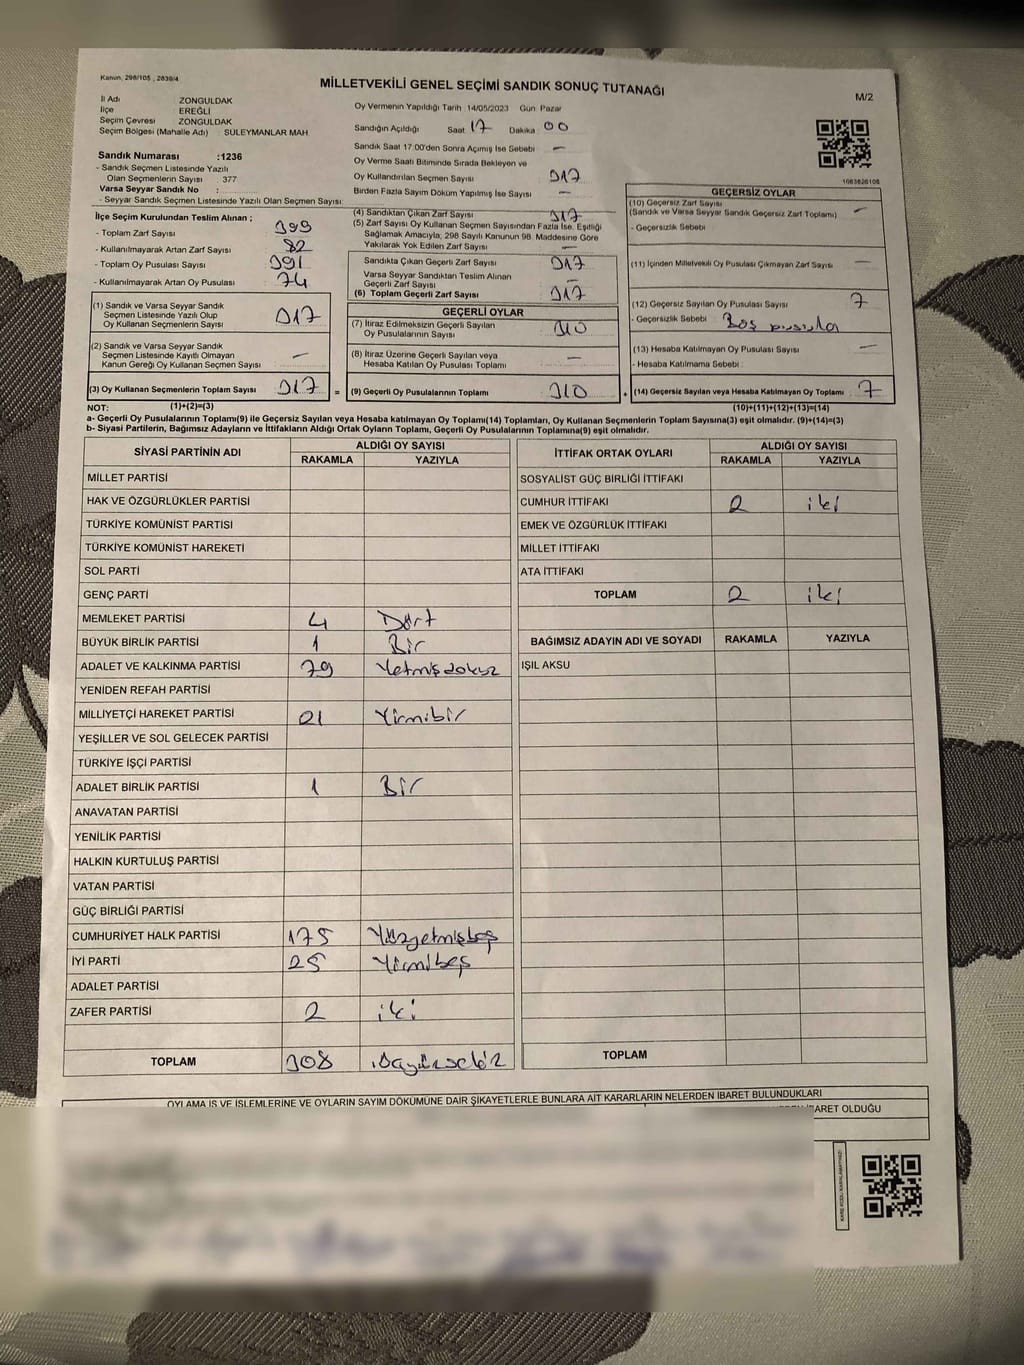 Kanun, 298/105 , 2839/4
MİLLETVEKİLİ GENEL SEÇİMİ SANDIK SONUÇ TUTANAĞI
M/2
İl Adı ZONGULDAK
İlçe EREĞLİ
Seçim Çevresi ZONGULDAK
Seçim Bölgesi (Mahalle Adı) : SÜLEYMANLAR MAH
Sandık Numarası :1236
- Sandık Seçmen Listesinde Yazılı
Olan Seçmenlerin Sayısı : 377
Varsa Seyyar Sandık No :
- Seyyar Sandık Seçmen Listesinde Yazılı Olan Seçmen Sayısı:
Oy Vermenin Yapıldığı Tarih 14/05/2023 Gün Pazar
Sandığın Açıldığı Saat 17 Dakika 00
Sandık Saat 17:00'den Sonra Açımış İse Sebebi —
Oy Verme Saati Bitiminde Sırada Bekleyen ve
Oy Kullandırılan Seçmen Sayısı 317
Birden Fazla Sayım Döküm Yapılmış İse Sayısı —
İlçe Seçim Kurulundan Teslim Alınan ;
- Toplam Zarf Sayısı 399
- Kullanılmayarak Artan Zarf Sayısı 82
- Toplam Oy Pusulası Sayısı 391
- Kullanılmayarak Artan Oy Pusulası 74
(1) Sandık ve Varsa Seyyar Sandık
Seçmen Listesinde Yazılı Olup
Oy Kullanan Seçmenlerin Sayısı 317
(2) Sandık ve Varsa Seyyar Sandık
Seçmen Listesinde Kayıtlı Olmayan
Kanun Gereği Oy Kullanan Seçmen Sayısı —
(3) Oy Kullanan Seçmenlerin Toplam Sayısı 317 =
(1)+(2)=(3)
(4) Sandıktan Çıkan Zarf Sayısı 317
(5) Zarf Sayısı Oy Kullanan Seçmen Sayısından Fazla İse, Eşitliği
Sağlamak Amacıyla, 298 Sayılı Kanunun 98. Maddesine Göre
Yakılarak Yok Edilen Zarf Sayısı —
Sandıkta Çıkan Geçerli Zarf Sayısı 317
Varsa Seyyar Sandıktan Teslim Alınan
Geçerli Zarf Sayısı —
(6) Toplam Geçerli Zarf Sayısı 317
GEÇERLİ OYLAR
(7) İtiraz Edilmeksizin Geçerli Sayılan
Oy Pusulalarının Sayısı 310
(8) İtiraz Üzerine Geçerli Sayılan veya
Hesaba Katılan Oy Pusulası Toplamı —
(9) Geçerli Oy Pusulalarının Toplamı 310 +
GEÇERSİZ OYLAR
(10) Geçersiz Zarf Sayısı
(Sandık ve Varsa Seyyar Sandık Geçersiz Zarf Toplamı) —
- Geçersizlik Sebebi
(11) İçinden Milletvekili Oy Pusulası Çıkmayan Zarf Sayısı —
(12) Geçersiz Sayılan Oy Pusulası Sayısı 7
- Geçersizlik Sebebi Boş pusula
(13) Hesaba Katılmayan Oy Pusulası Sayısı —
- Hesaba Katılmama Sebebi
(14) Geçersiz Sayılan veya Hesaba Katılmayan Oy Toplamı 7
(10)+(11)+(12)+(13)=(14)
NOT:
a- Geçerli Oy Pusulalarının Toplamı(9) ile Geçersiz Sayılan veya Hesaba katılmayan Oy Toplamı(14) Toplamları, Oy Kullanan Seçmenlerin Toplam Sayısına(3) eşit olmalıdır. (9)+(14)=(3)
b- Siyasi Partilerin, Bağımsız Adayların ve İttifakların Aldığı Ortak Oyların Toplamı, Geçerli Oy Pusulalarının Toplamına(9) eşit olmalıdır.
SİYASİ PARTİNİN ADI ALDIĞI OY SAYISI
RAKAMLA YAZIYLA
MİLLET PARTİSİ
HAK VE ÖZGÜRLÜKLER PARTİSİ
TÜRKİYE KOMÜNİST PARTİSİ
TÜRKİYE KOMÜNİST HAREKETİ
SOL PARTİ
GENÇ PARTİ
MEMLEKET PARTİSİ 4 Dört
BÜYÜK BİRLİK PARTİSİ 1 Bir
ADALET VE KALKINMA PARTİSİ 79 Yetmişdokuz
YENİDEN REFAH PARTİSİ
MİLLİYETÇİ HAREKET PARTİSİ 21 Yirmibir
YEŞİLLER VE SOL GELECEK PARTİSİ
TÜRKİYE İŞÇİ PARTİSİ
ADALET BİRLİK PARTİSİ 1 Bir
ANAVATAN PARTİSİ
YENİLİK PARTİSİ
HALKIN KURTULUŞ PARTİSİ
VATAN PARTİSİ
GÜÇ BİRLİĞİ PARTİSİ
CUMHURİYET HALK PARTİSİ 175 Yüzyetmişbeş
İYİ PARTİ 25 Yirmibeş
ADALET PARTİSİ
ZAFER PARTİSİ 2 iki
TOPLAM 308
İTTİFAK ORTAK OYLARI ALDIĞI OY SAYISI
RAKAMLA YAZIYLA
SOSYALİST GÜÇ BİRLİĞİ İTTİFAKI
CUMHUR İTTİFAKI 2 iki
EMEK VE ÖZGÜRLÜK İTTİFAKI
MİLLET İTTİFAKI
ATA İTTİFAKI
TOPLAM 2 iki
BAĞIMSIZ ADAYIN ADI VE SOYADI RAKAMLA YAZIYLA
IŞIL AKSU
TOPLAM
OYLAMA İŞ VE İŞLEMLERİNE VE OYLARIN SAYIM DÖKÜMÜNE DAİR ŞİKAYETLERLE BUNLARA AİT KARARLARIN NELERDEN İBARET BULUNDUKLARI
İBARET OLDUĞU